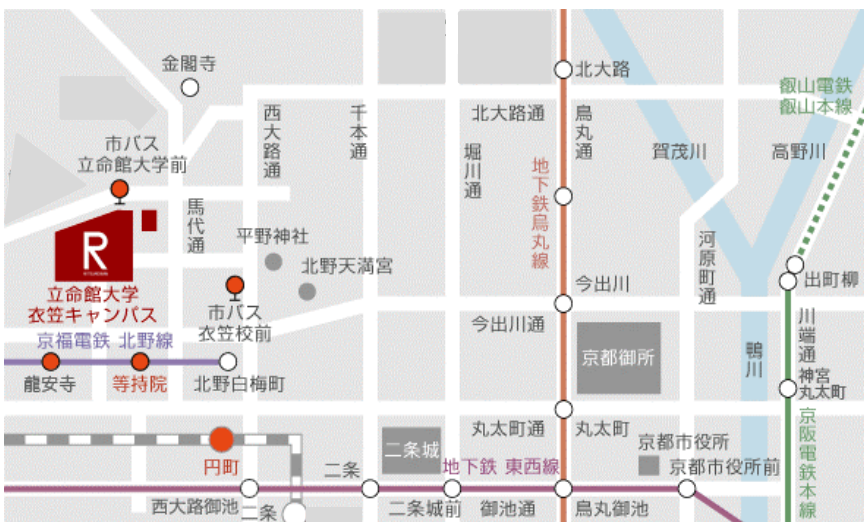 金閣寺
北大路
叡山電鉄
叡山本線
西大路通
千本通
北大路通
烏丸通
市バス
立命館大学前
堀川通
地下鉄烏丸線
賀茂川
高野川
馬代通
R
平野神社
北野天満宮
河原町通
出町柳
立命館大学
衣笠キャンパス
市バス
衣笠校前
今出川
今出川通
川端通
京福電鉄 北野線
京都御所
鴨川
神宮
丸太町
龍安寺
等持院
北野白梅町
丸太町通
丸太町
京阪電鉄本線
円町
二条城
京都市役所
二条
地下鉄 東西線
京都市役所前
西大路御池
二条
二条城前
御池通
烏丸御池